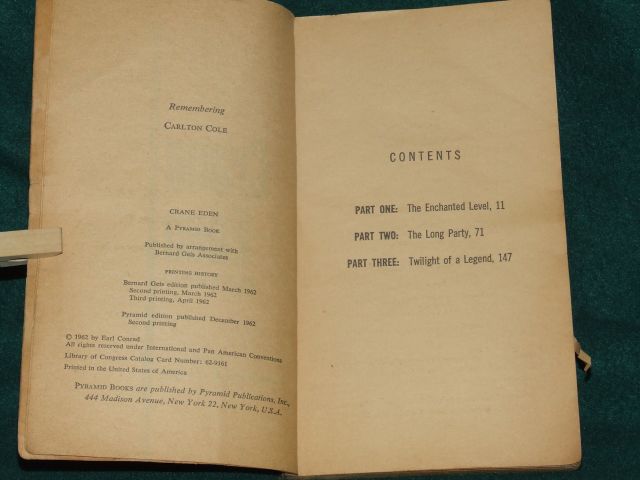 Remembering
CARLTON COLE
CRANE EDEN
A PYRAMID BOOK
Published by arrangement with
Bernard Geis Associates
PRINTING HISTORY
Bernard Geis edition published March 1962
Second printing, March 1962
Third printing, April 1962
Pyramid edition published December 1962
Second printing
© 1962 by Earl Conrad
All rights reserved under International and Pan American Conventions
Library of Congress Catalog Card Number: 62-9161
Printed in the United States of America
PYRAMID BOOKS are published by Pyramid Publications, Inc.,
444 Madison Avenue, New York 22, New York, U.S.A.
CONTENTS
PART ONE: The Enchanted Level, 11
PART TWO: The Long Party, 71
PART THREE: Twilight of a Legend, 147